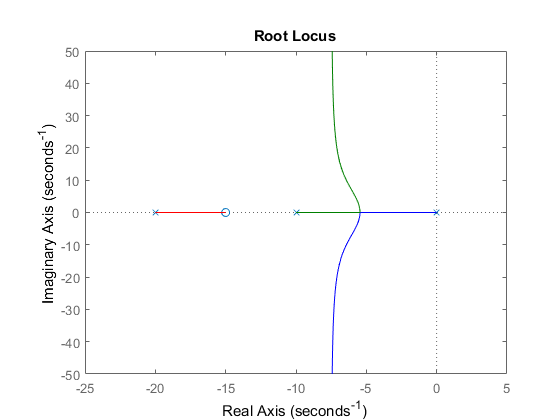 Root Locus
Imaginary Axis (seconds⁻¹)
50
40
30
20
10
0
-10
-20
-30
-40
-50
-25 -20 -15 -10 -5 0 5
Real Axis (seconds⁻¹)